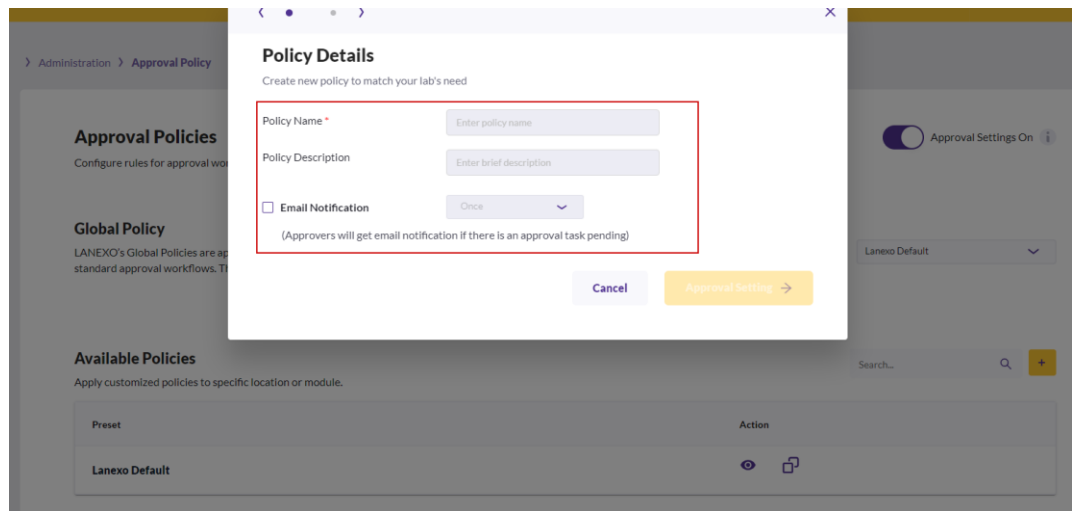 Administration
Approval Policy
Policy Details
Create new policy to match your lab's need
Policy Name *
Enter policy name
Policy Description
Enter brief description
Email Notification
Once
(Approvers will get email notification if there is an approval task pending)
Cancel
Approval Setting
Approval Policies
Configure rules for approval
Approval Settings On
Global Policy
LANEXO's Global Policies are
standard approval workflows.
Lanexo Default
Available Policies
Apply customized policies to specific location or module.
Search...
Preset
Action
Lanexo Default